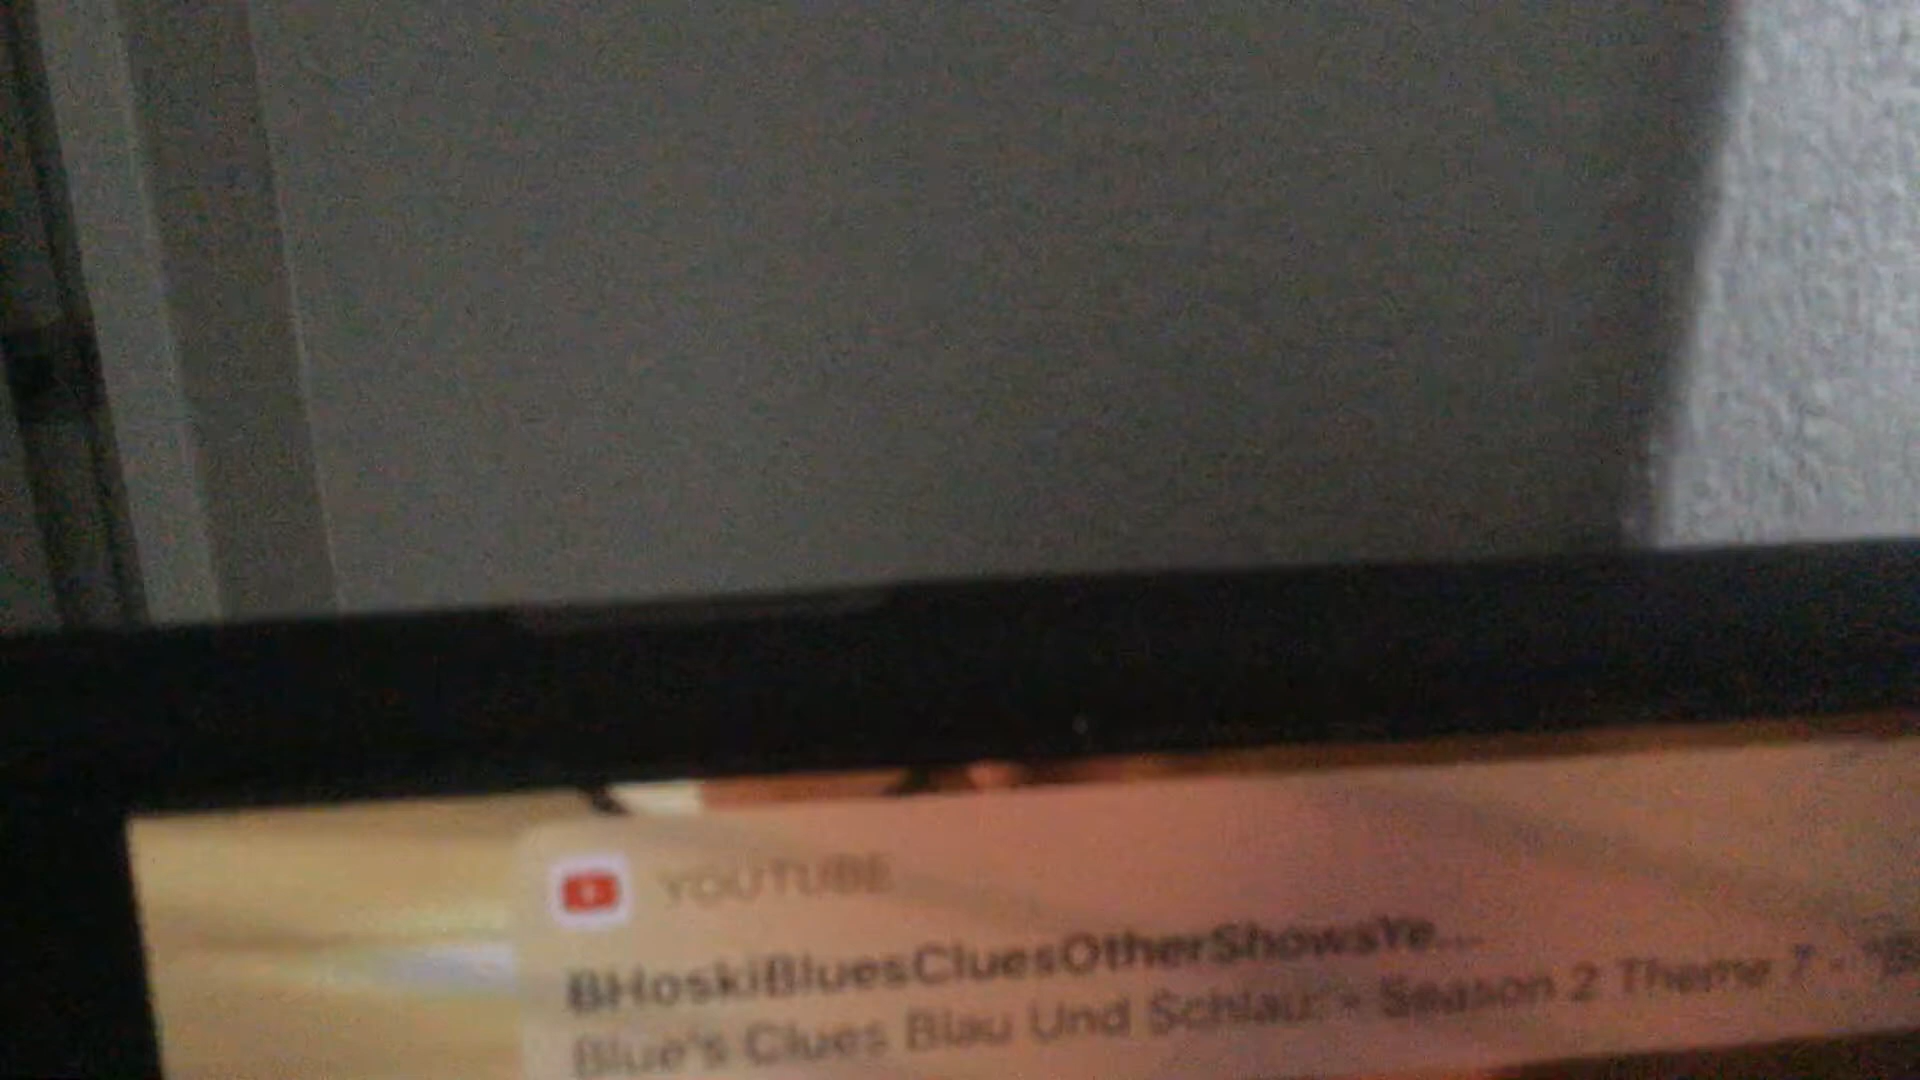 YOUTUBE
BHoskiBluesCluesOtherShowsYe...
Blue's Clues Blau Und Schlau: - Season 2 Theme 7 - "B